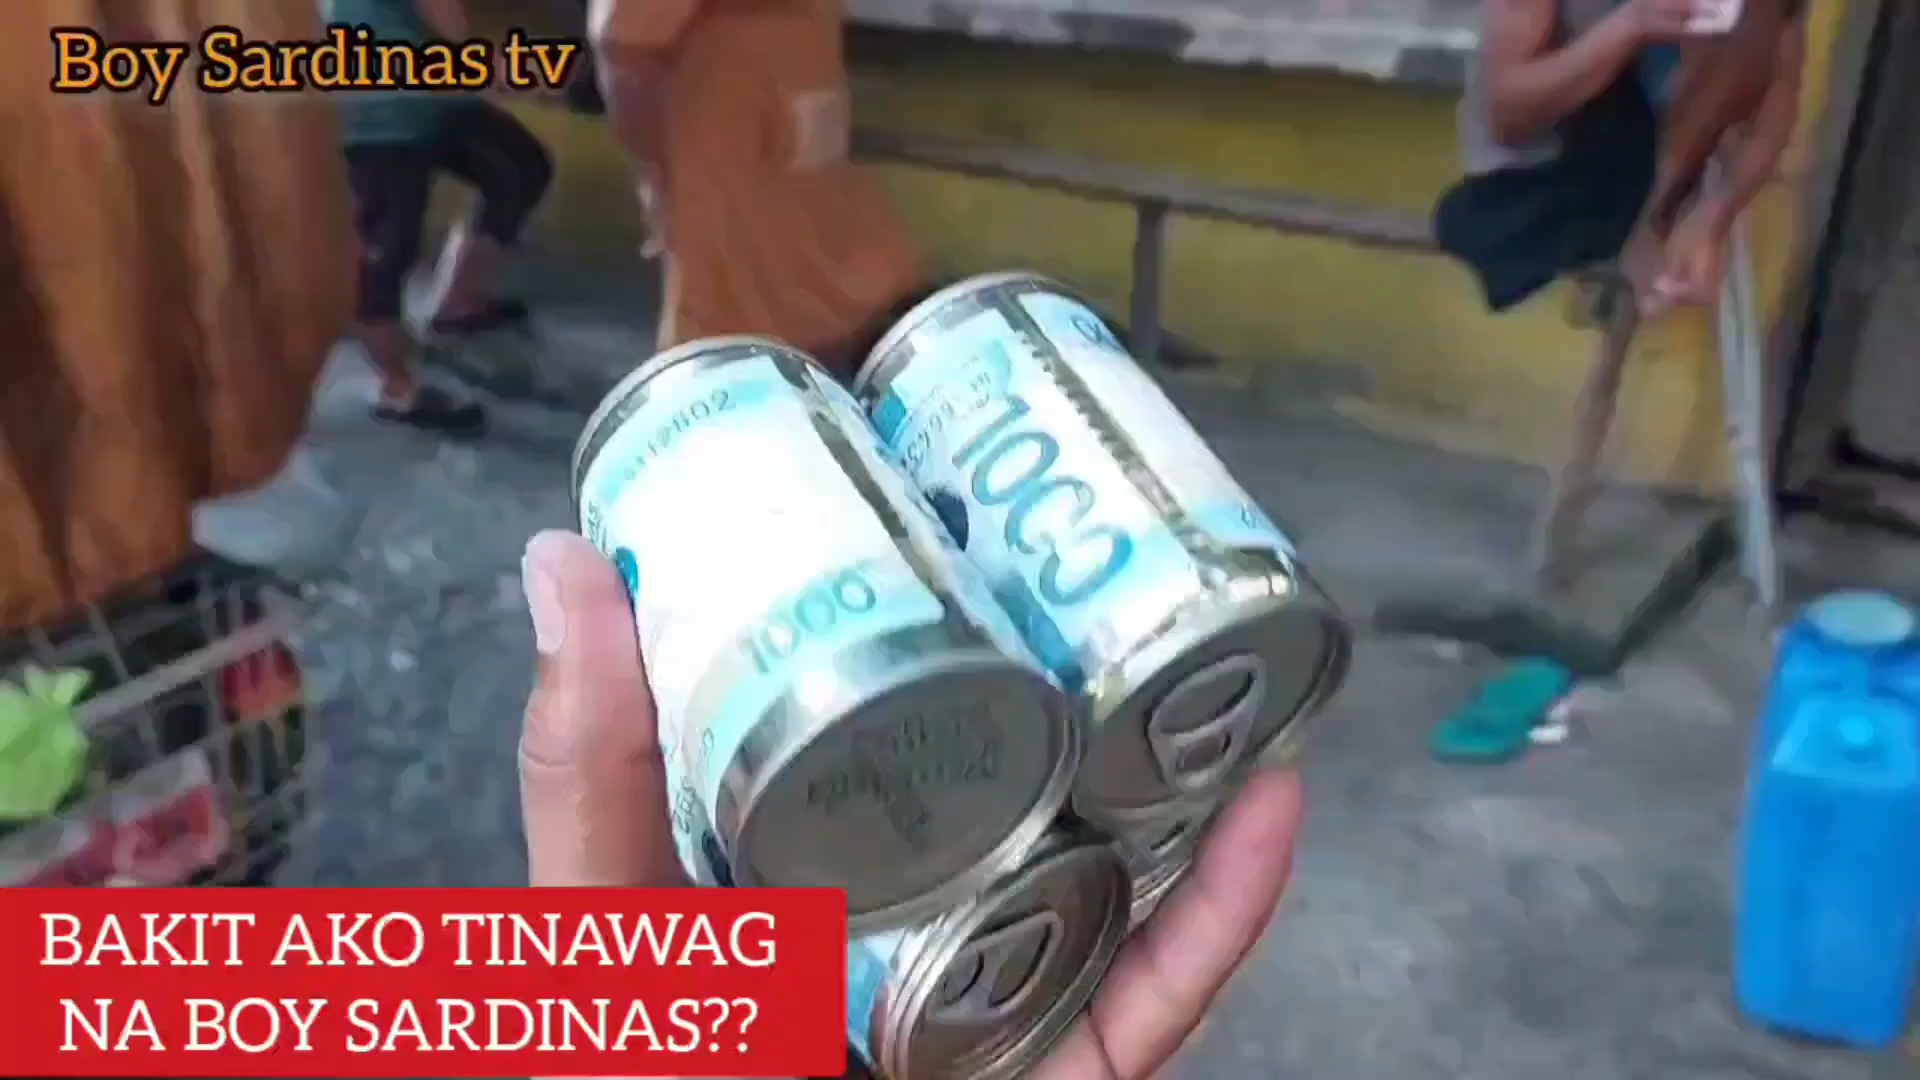 Boy Sardinas tv
1000
1000
BAKIT AKO TINAWAG
NA BOY SARDINAS??